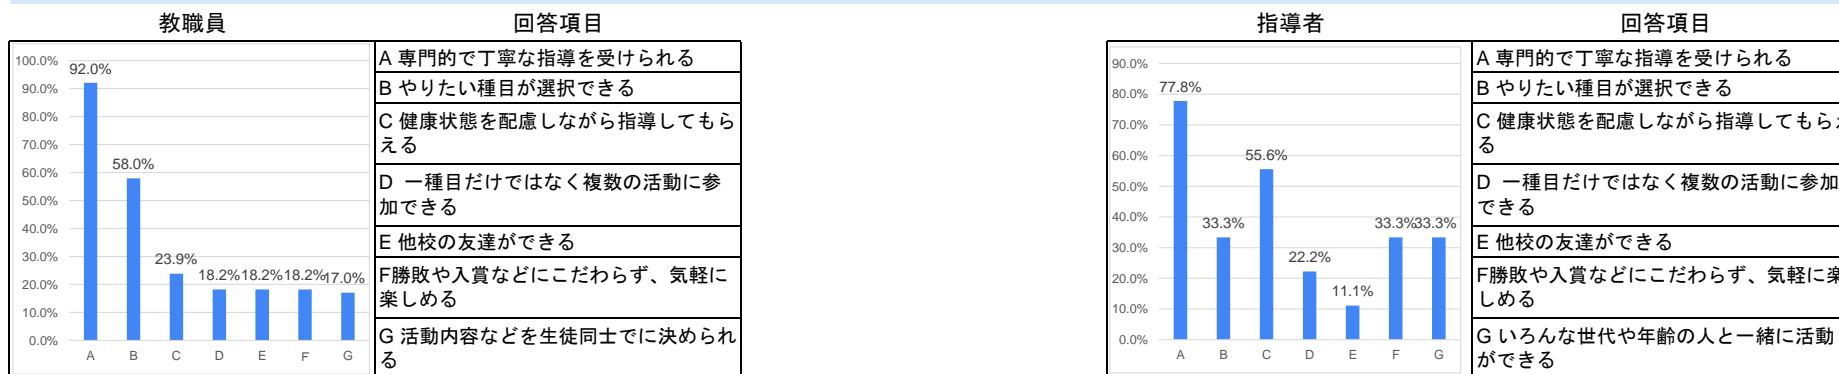 教職員
回答項目
100.0%
90.0%
80.0%
70.0%
60.0%
50.0%
40.0%
30.0%
20.0%
10.0%
0.0%
92.0%
58.0%
23.9%
18.2%
18.2%
18.2%
17.0%
A B C D E F G
A 専門的で丁寧な指導を受けられる
B やりたい種目が選択できる
C 健康状態を配慮しながら指導してもら
える
D 一種目だけではなく複数の活動に参
加できる
E 他校の友達ができる
F勝敗や入賞などにこだわらず、気軽に
楽しめる
G 活動内容などを生徒同士でに決められ
る
指導者
回答項目
90.0%
80.0%
70.0%
60.0%
50.0%
40.0%
30.0%
20.0%
10.0%
0.0%
77.8%
33.3%
55.6%
22.2%
11.1%
33.3%
33.3%
A B C D E F G
A 専門的で丁寧な指導を受けられる
B やりたい種目が選択できる
C 健康状態を配慮しながら指導してもら
る
D 一種目だけではなく複数の活動に参加
できる
E 他校の友達ができる
F勝敗や入賞などにこだわらず、気軽に楽
しめる
G いろんな世代や年齢の人と一緒に活動
ができる